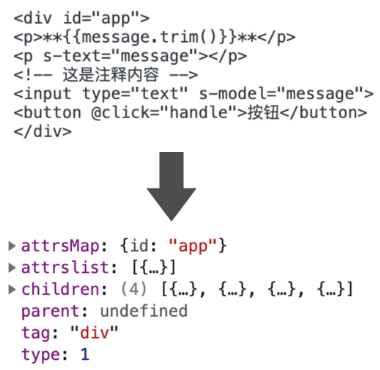 <div id="app">
<p>**{{message.trim()}}**</p>
<p s-text="message"></p>
<!-- 这是注释内容 -->
<input type="text" s-model="message">
<button @click="handle">按钮</button>
</div>
▶ attrsMap: {id: "app"}
▶ attrslist: [{…}]
▶ children: (4) [{…}, {…}, {…}, {…}]
parent: undefined
tag: "div"
type: 1